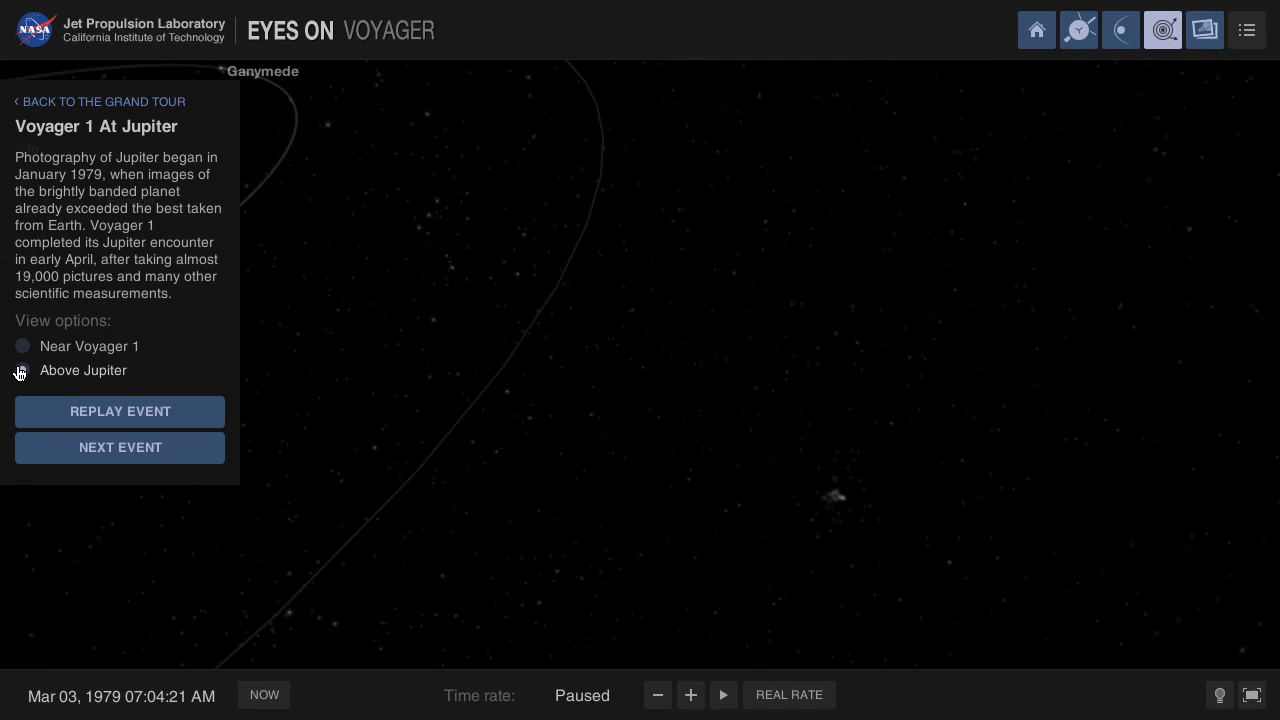 NASA
Jet Propulsion Laboratory
California Institute of Technology
EYES ON VOYAGER
Ganymede
‹ BACK TO THE GRAND TOUR
Voyager 1 At Jupiter
Photography of Jupiter began in
January 1979, when images of
the brightly banded planet
already exceeded the best taken
from Earth. Voyager 1
completed its Jupiter encounter
in early April, after taking almost
19,000 pictures and many other
scientific measurements.
View options:
Near Voyager 1
Above Jupiter
REPLAY EVENT
NEXT EVENT
Mar 03, 1979 07:04:21 AM
NOW
Time rate:
Paused
REAL RATE